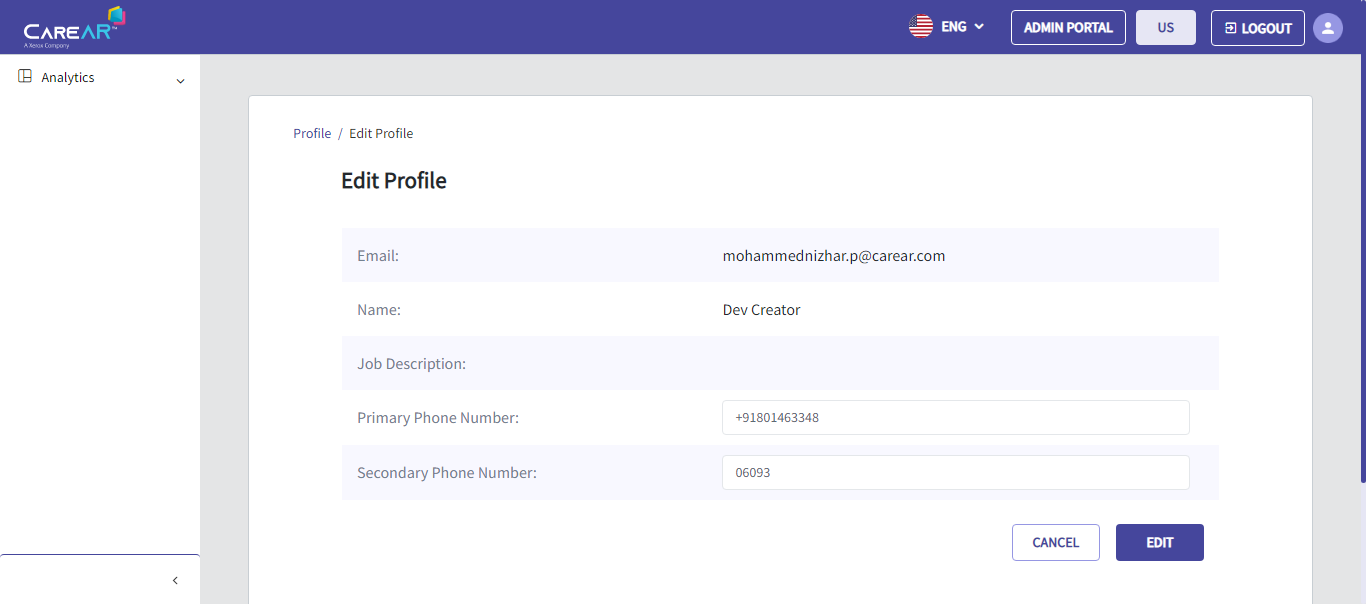 CAREAR™
A Xerox Company
ENG
ADMIN PORTAL
US
LOGOUT
Analytics
Profile / Edit Profile
Edit Profile
Email: mohammednizhar.p@carear.com
Name: Dev Creator
Job Description:
Primary Phone Number: +91801463348
Secondary Phone Number: 06093
CANCEL
EDIT